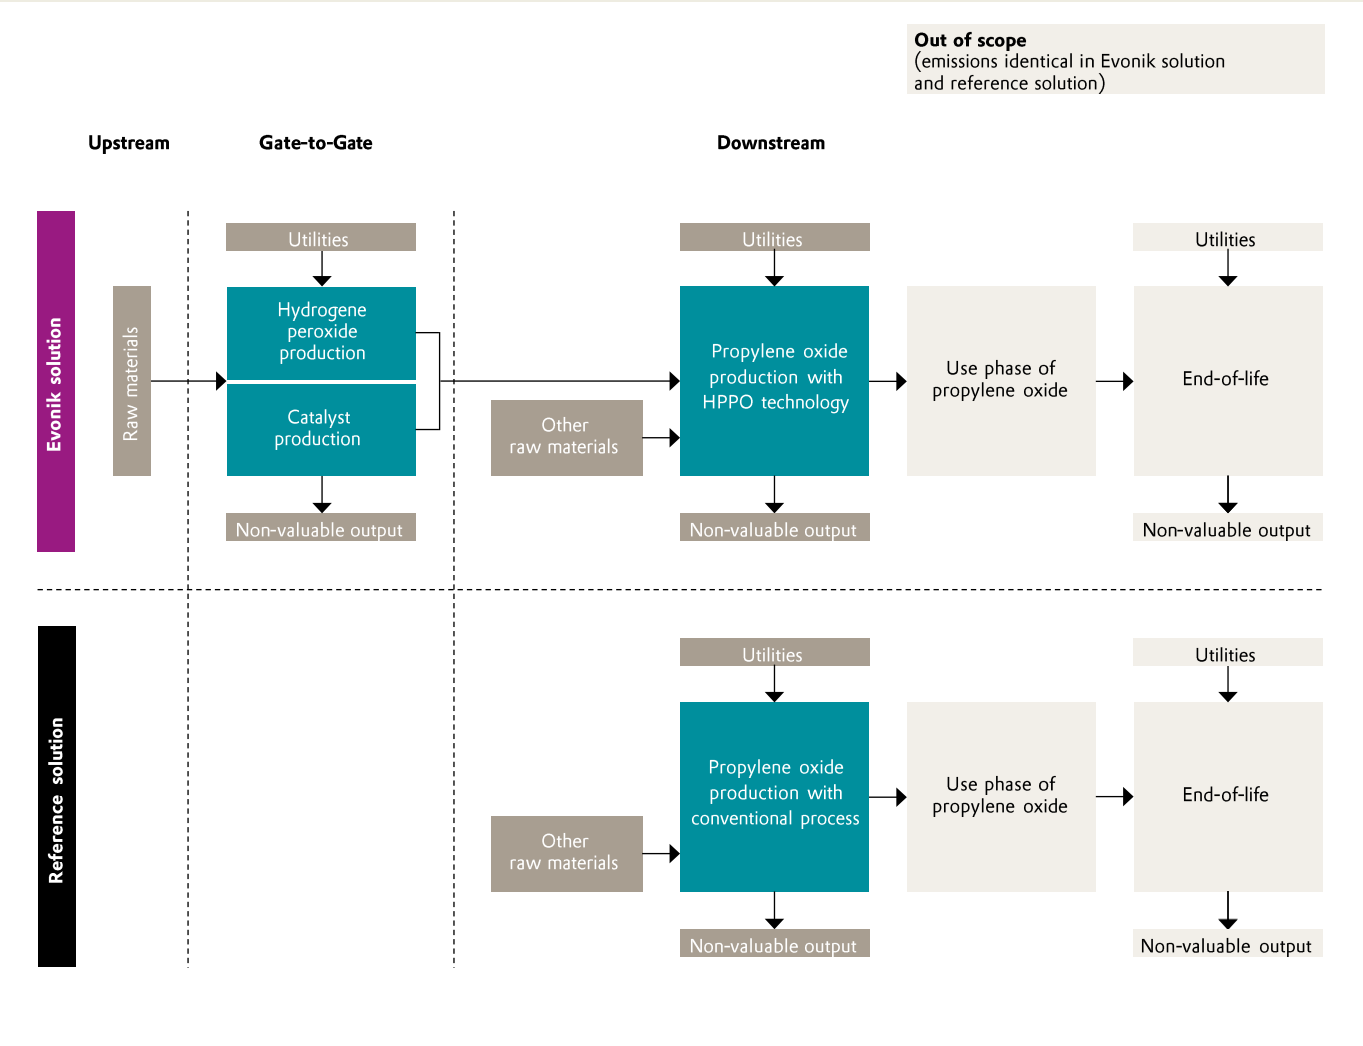 Out of scope
(emissions identical in Evonik solution
and reference solution)
Upstream
Gate-to-Gate
Downstream
Evonik solution
Raw materials
Utilities
Hydrogene
peroxide
production
Catalyst
production
Non-valuable output
Other
raw materials
Utilities
Propylene oxide
production with
HPPO technology
Non-valuable output
Use phase of
propylene oxide
Utilities
End-of-life
Non-valuable output
Reference solution
Other
raw materials
Utilities
Propylene oxide
production with
conventional process
Non-valuable output
Use phase of
propylene oxide
Utilities
End-of-life
Non-valuable output